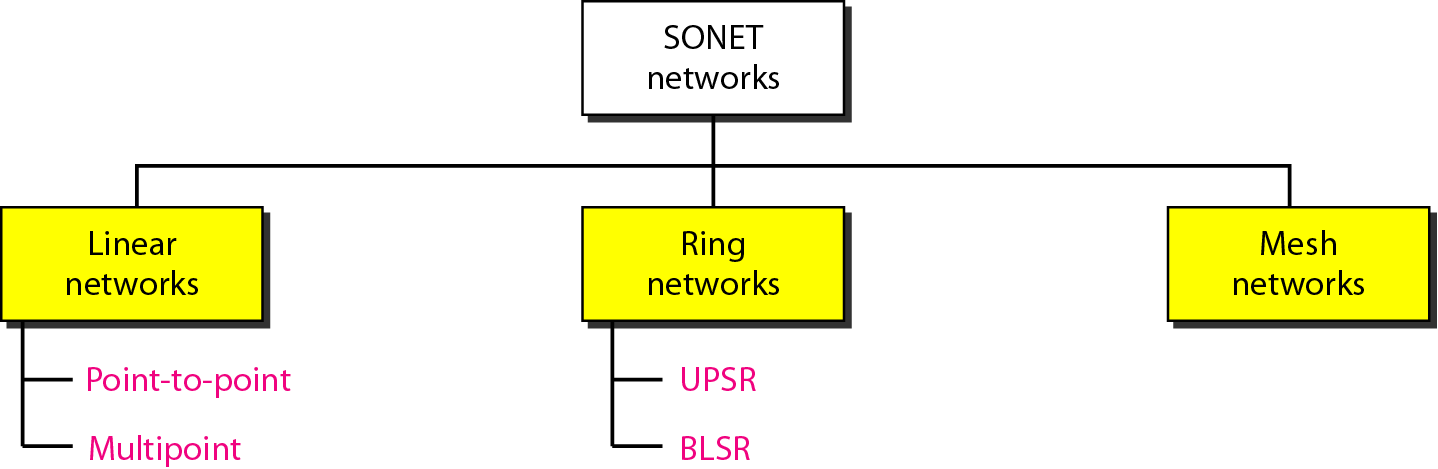 SONET
networks
Linear
networks
Ring
networks
Mesh
networks
Point-to-point
Multipoint
UPSR
BLSR